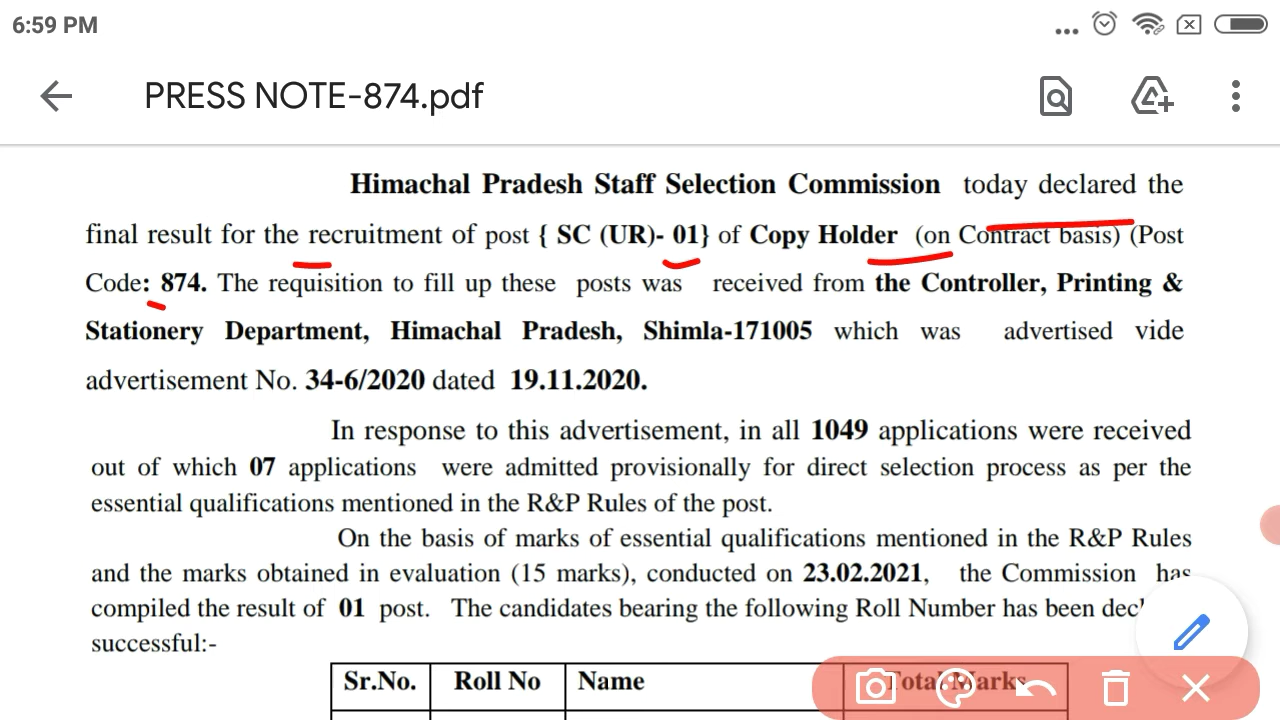 6:59 PM
PRESS NOTE-874.pdf
Himachal Pradesh Staff Selection Commission today declared the
final result for the recruitment of post { SC (UR)- 01} of Copy Holder (on Contract basis) (Post
Code: 874. The requisition to fill up these posts was received from the Controller, Printing &
Stationery Department, Himachal Pradesh, Shimla-171005 which was advertised vide
advertisement No. 34-6/2020 dated 19.11.2020.
In response to this advertisement, in all 1049 applications were received
out of which 07 applications were admitted provisionally for direct selection process as per the
essential qualifications mentioned in the R&P Rules of the post.
On the basis of marks of essential qualifications mentioned in the R&P Rules
and the marks obtained in evaluation (15 marks), conducted on 23.02.2021, the Commission has
compiled the result of 01 post. The candidates bearing the following Roll Number has been
successful:-
Sr.No. Roll No Name Total Marks